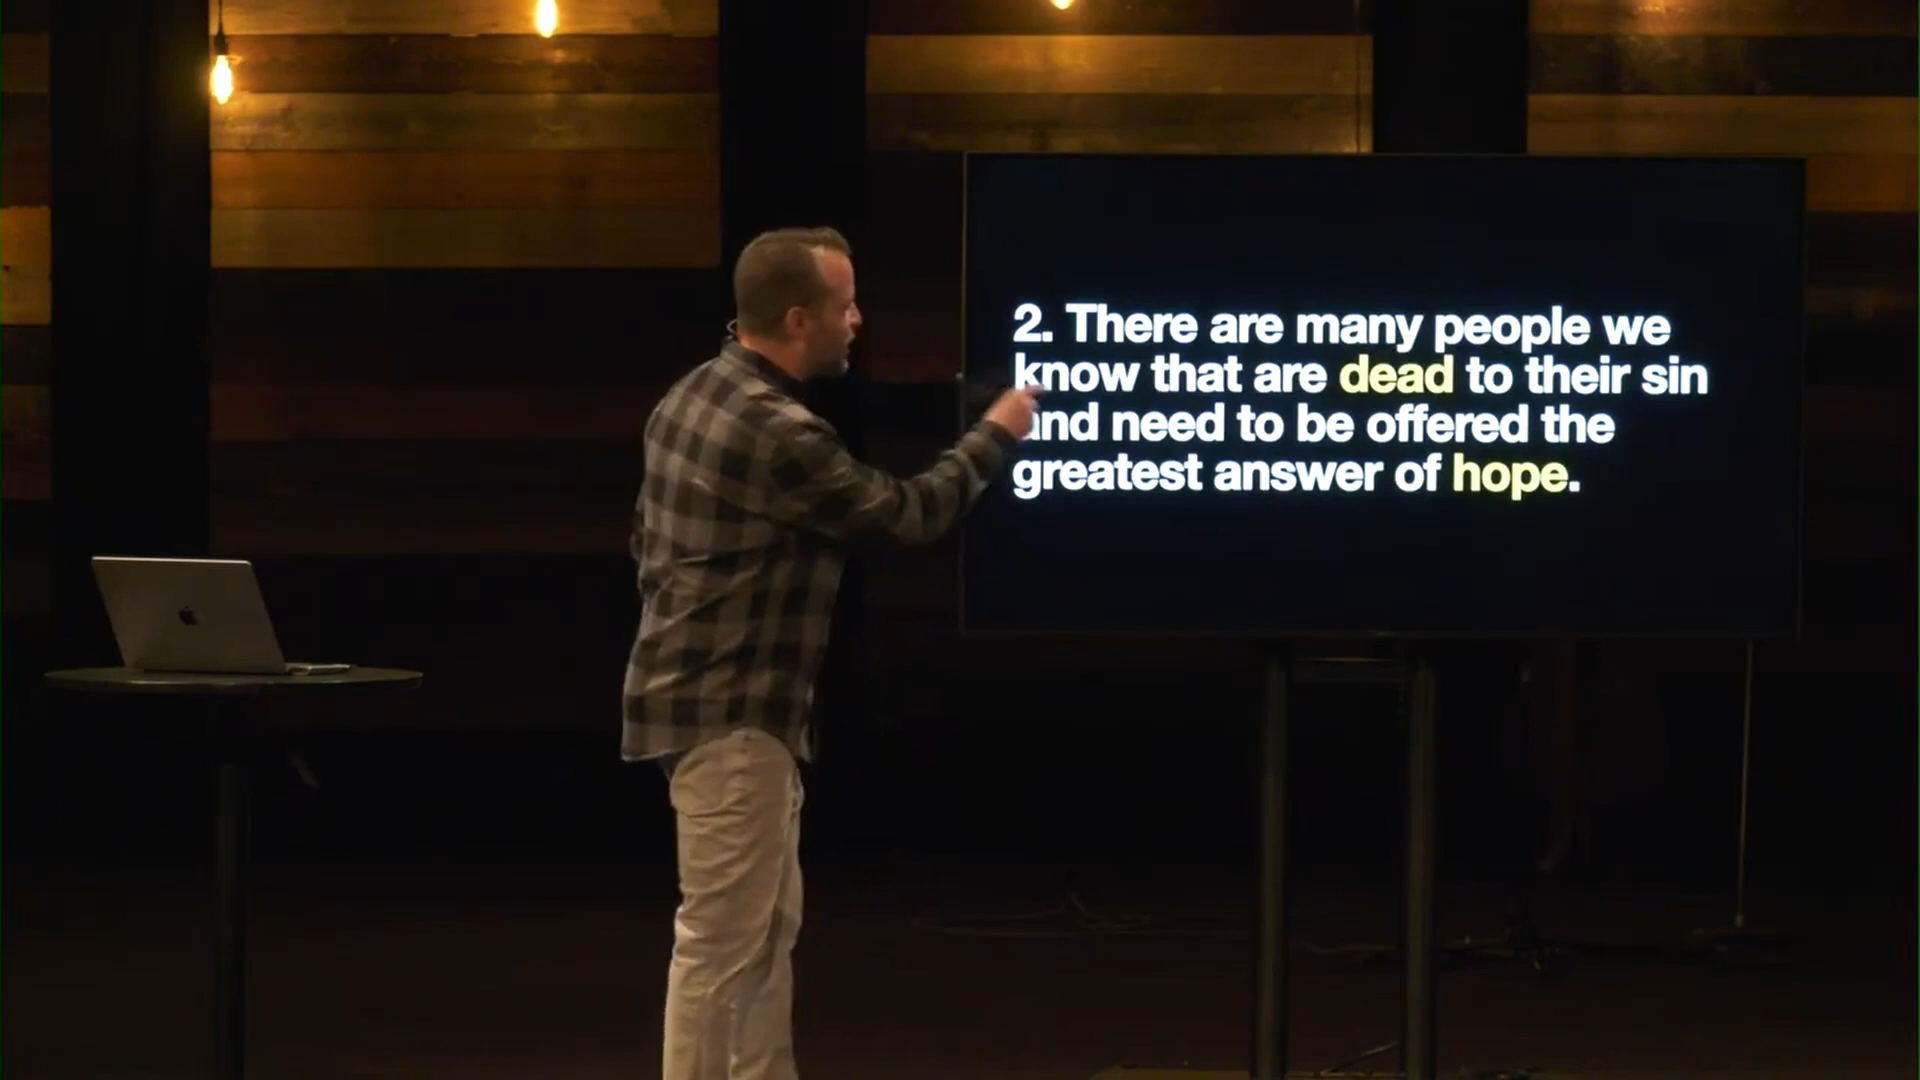 2. There are many people we
know that are dead to their sin
and need to be offered the
greatest answer of hope.